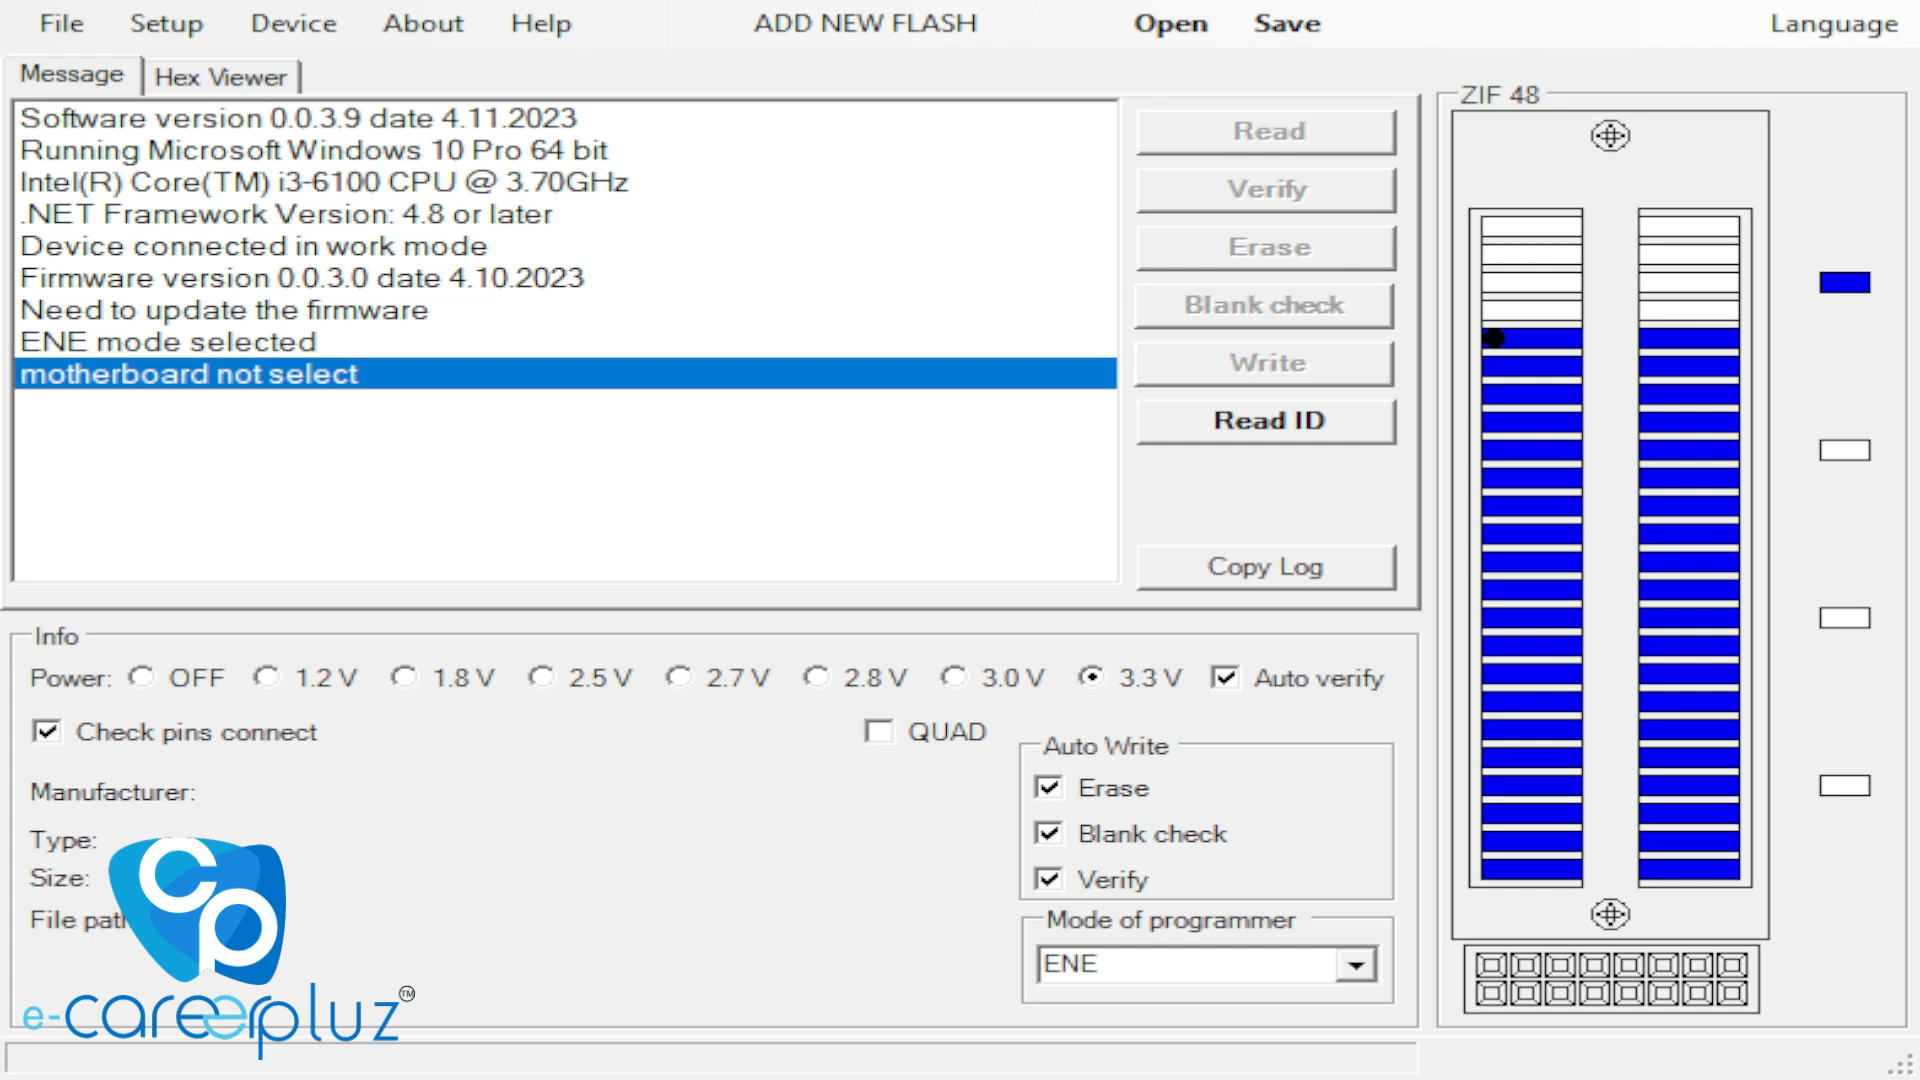 File Setup Device About Help ADD NEW FLASH Open Save Language
Message Hex Viewer
Software version 0.0.3.9 date 4.11.2023
Running Microsoft Windows 10 Pro 64 bit
Intel(R) Core(TM) i3-6100 CPU @ 3.70GHz
.NET Framework Version: 4.8 or later
Device connected in work mode
Firmware version 0.0.3.0 date 4.10.2023
Need to update the firmware
ENE mode selected
motherboard not select
Read
Verify
Erase
Blank check
Write
Read ID
Copy Log
ZIF 48
Info
Power: OFF 1.2 V 1.8 V 2.5 V 2.7 V 2.8 V 3.0 V 3.3 V Auto verify
Check pins connect QUAD
Auto Write
Erase
Blank check
Verify
Manufacturer:
Type:
Size:
File path
Mode of programmer
ENE
cp
e-careerpluz™